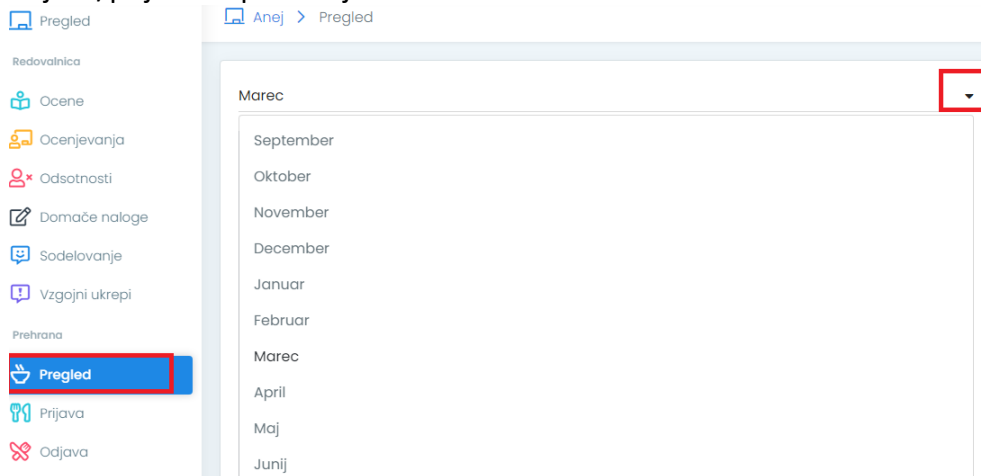 Pregled
Anej > Pregled
Redovalnica
Ocene
Ocenjevanja
Odsotnosti
Domače naloge
Sodelovanje
Vzgojni ukrepi
Prehrana
Pregled
Prijava
Odjava
Marec
September
Oktober
November
December
Januar
Februar
Marec
April
Maj
Junij